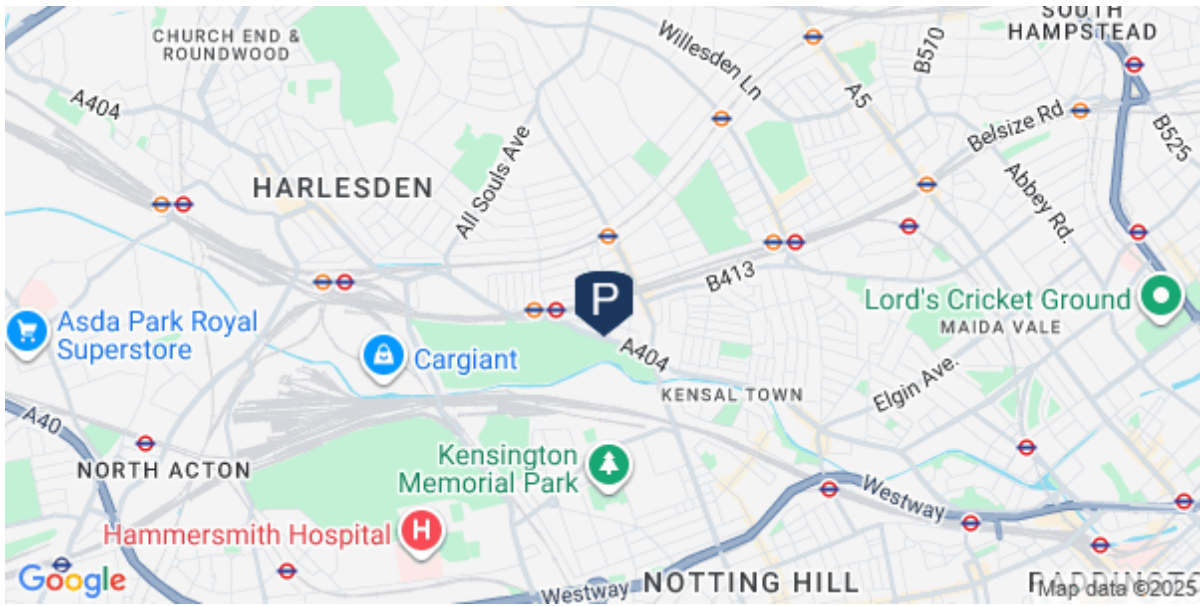 SOUTH
HAMPSTEAD
CHURCH END &
ROUNDWOOD
Willesden Ln
B570
A5
A404
Belsize Rd
B525
All Souls Ave
Abbey Rd.
HARLESDEN
B413
P
Lord's Cricket Ground
MAIDA VALE
Asda Park Royal
Superstore
Cargiant
A404
Elgin Ave.
KENSAL TOWN
A40
NORTH ACTON
Kensington
Memorial Park
Westway
Hammersmith Hospital
H
Google
Westway
NOTTING HILL
Map data ©2025